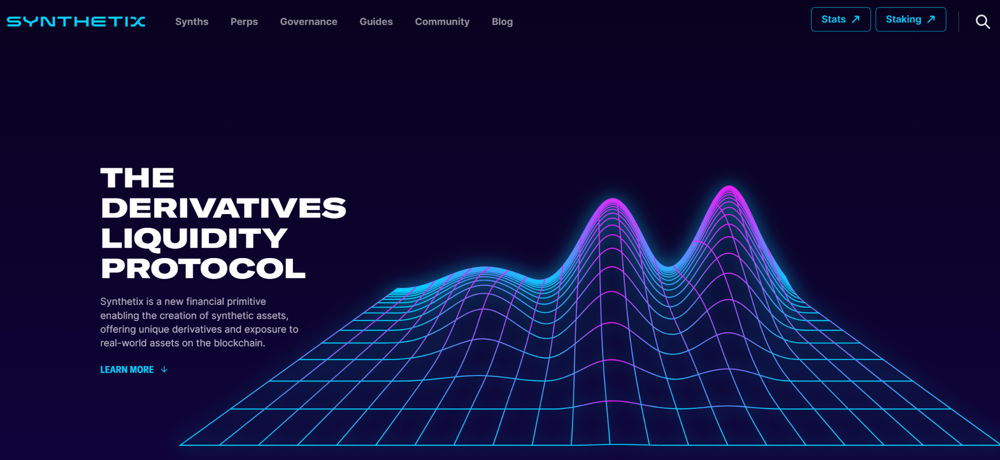 SYNTHETIX Synths Perps Governance Guides Community Blog Stats Staking
THE
DERIVATIVES
LIQUIDITY
PROTOCOL
Synthetix is a new financial primitive
enabling the creation of synthetic assets,
offering unique derivatives and exposure to
real-world assets on the blockchain.
LEARN MORE